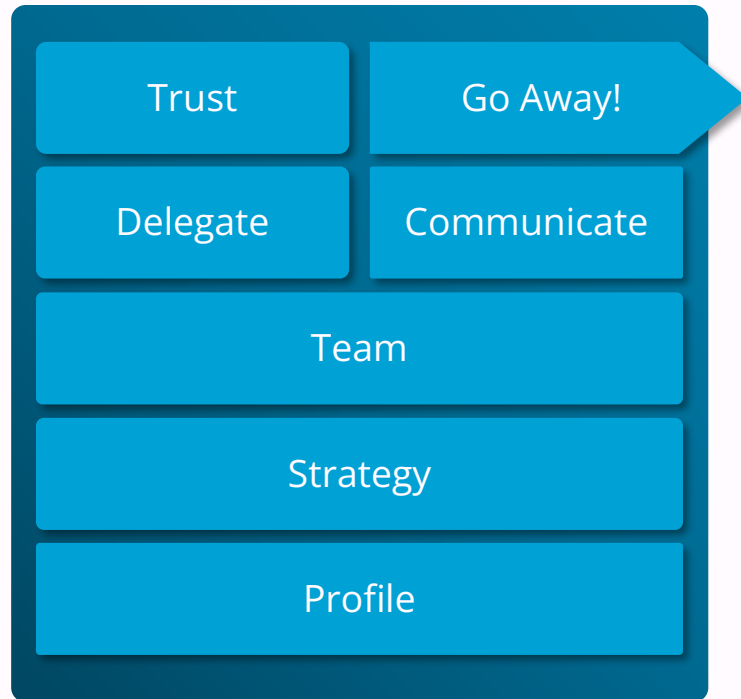 Trust
Go Away!
Delegate
Communicate
Team
Strategy
Profile